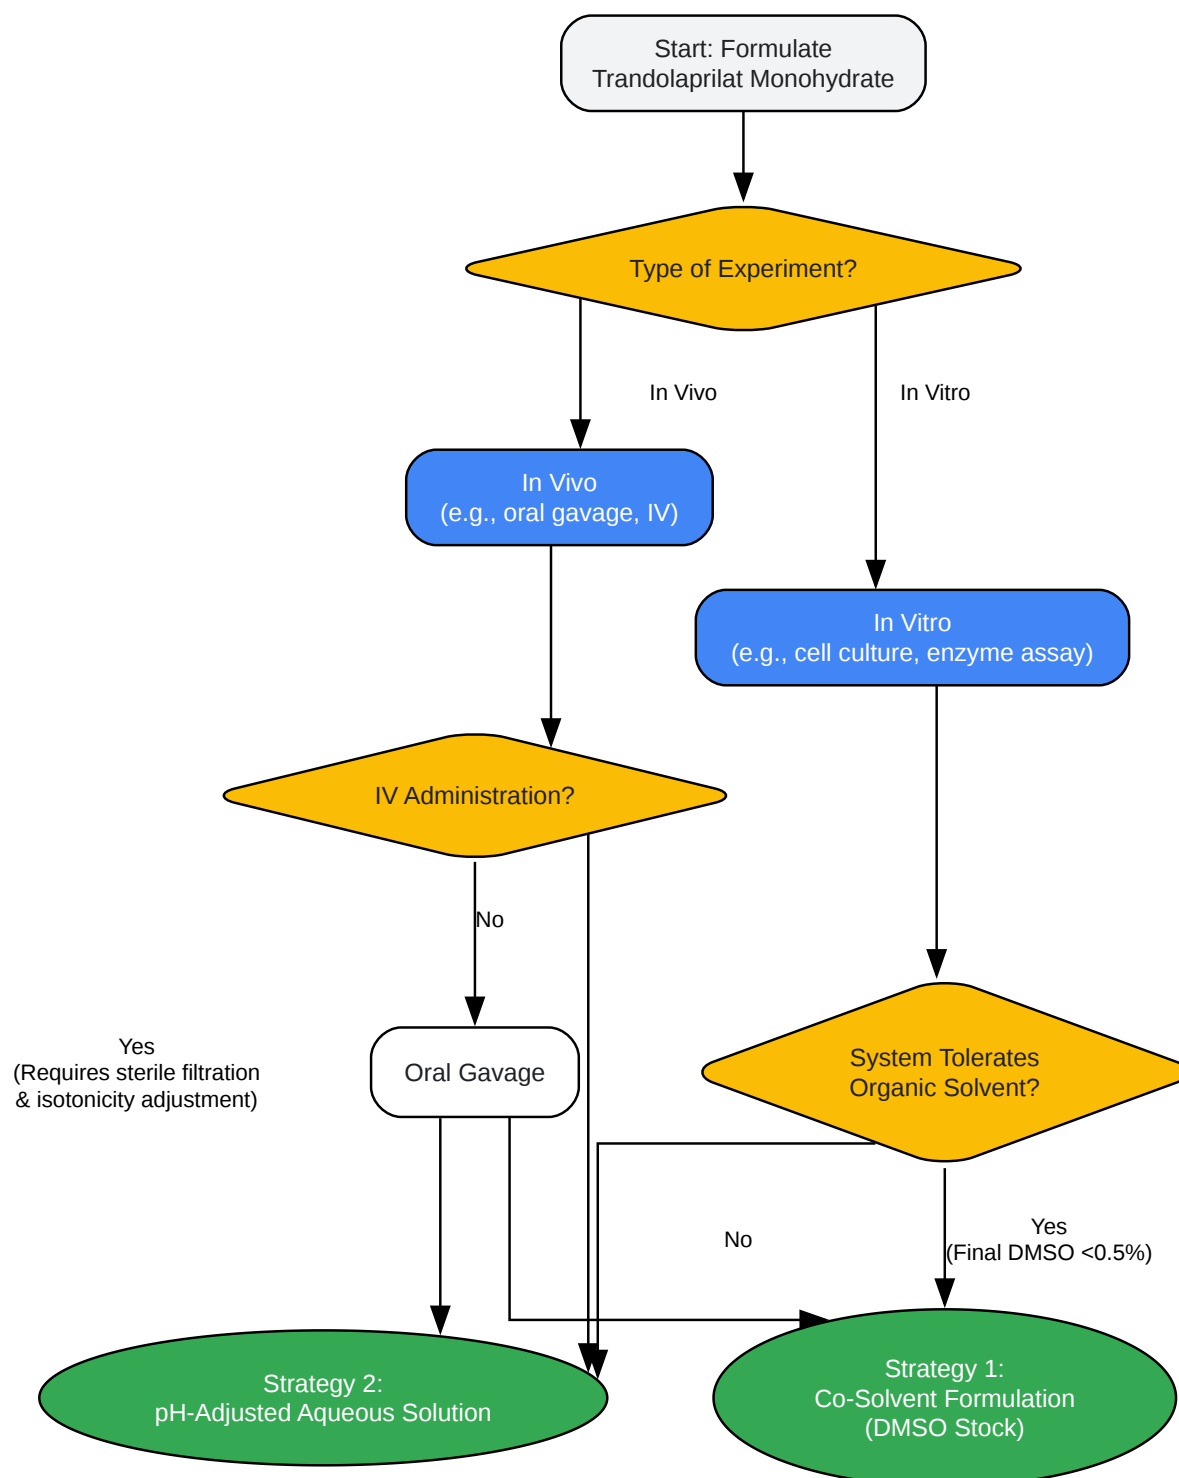 Start: Formulate
Trandolaprilat Monohydrate
Type of Experiment?
In Vivo
In Vitro
In Vivo
(e.g., oral gavage, IV)
In Vitro
(e.g., cell culture, enzyme assay)
IV Administration?
No
Yes
(Requires sterile filtration
& isotonicity adjustment)
Oral Gavage
System Tolerates
Organic Solvent?
No
Yes
(Final DMSO <0.5%)
Strategy 2:
pH-Adjusted Aqueous Solution
Strategy 1:
Co-Solvent Formulation
(DMSO Stock)